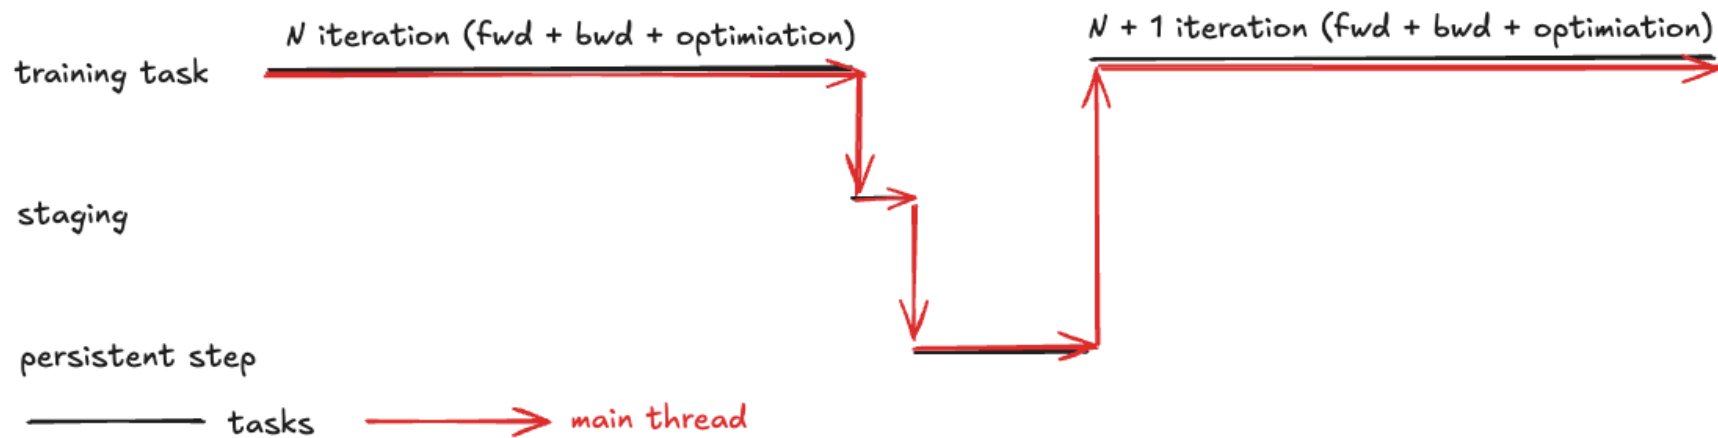 N iteration (fwd + bwd + optimiation)
N + 1 iteration (fwd + bwd + optimiation)
training task
staging
persistent step
tasks
main thread